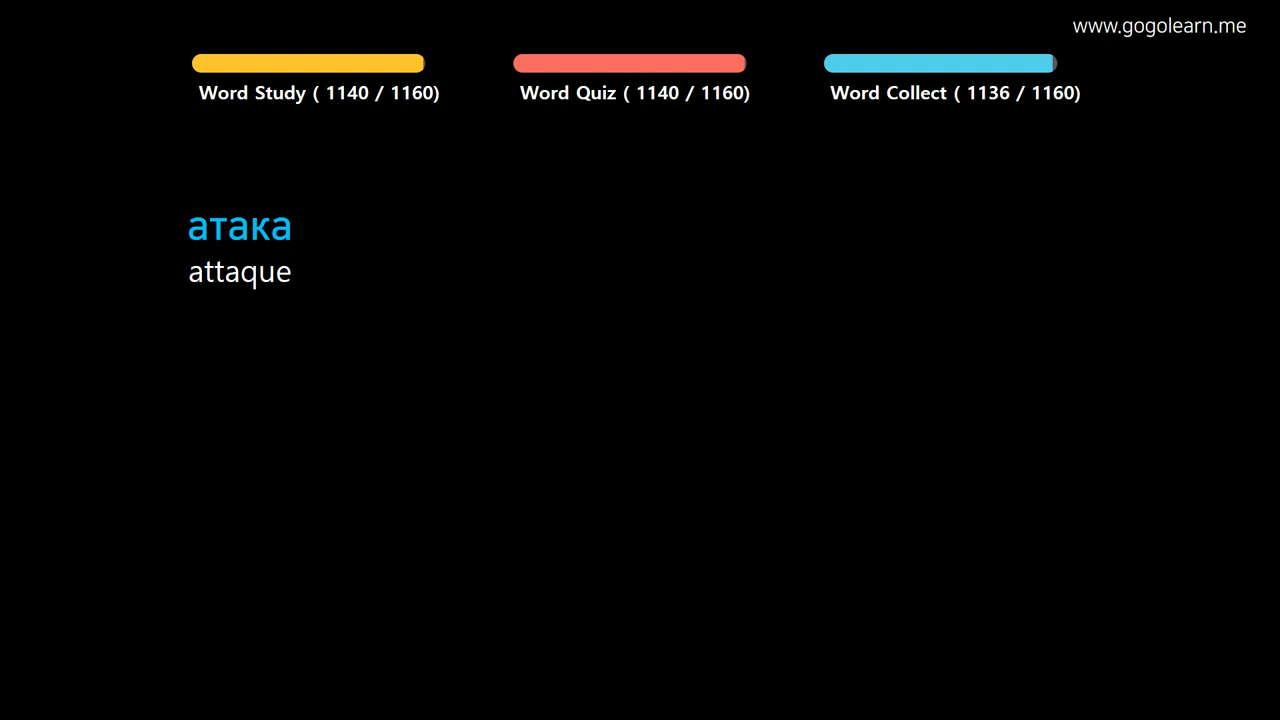 www.gogolearn.me
Word Study ( 1140 / 1160)
Word Quiz ( 1140 / 1160)
Word Collect ( 1136 / 1160)
атака
attaque